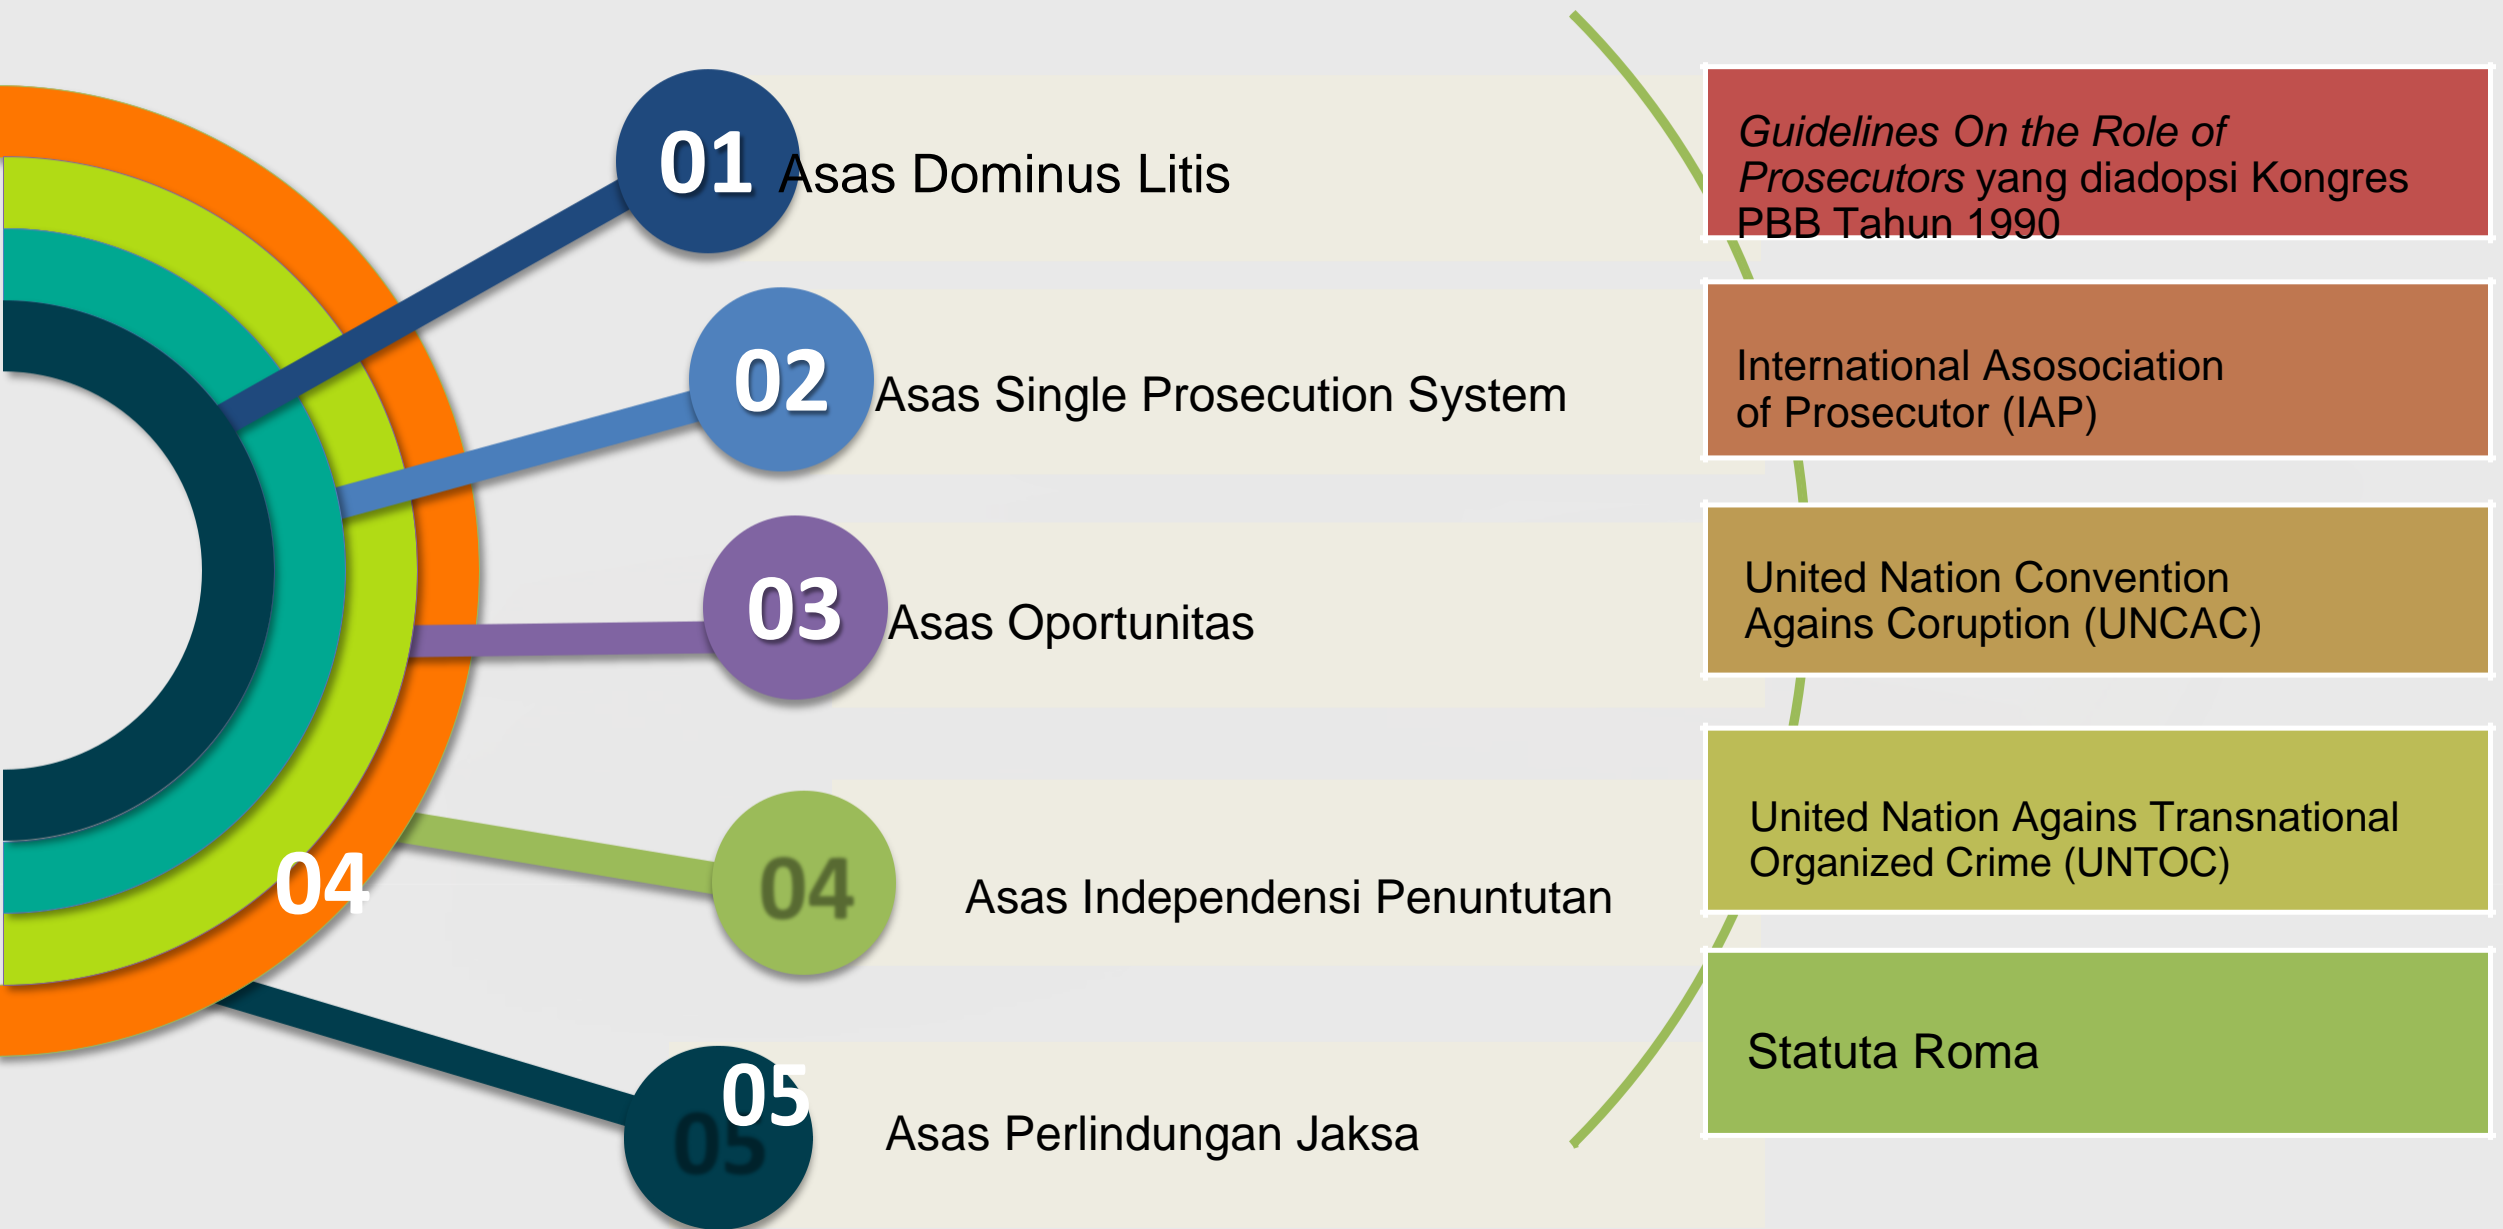 01
Asas Dominus Litis
02
Asas Single Prosecution System
03
Asas Oportunitas
04
04
Asas Independensi Penuntutan
05
05
Asas Perlindungan Jaksa
Guidelines On the Role of
Prosecutors yang diadopsi Kongres
PBB Tahun 1990
International Asosociation
of Prosecutor (IAP)
United Nation Convention
Agains Coruption (UNCAC)
United Nation Agains Transnational
Organized Crime (UNTOC)
Statuta Roma